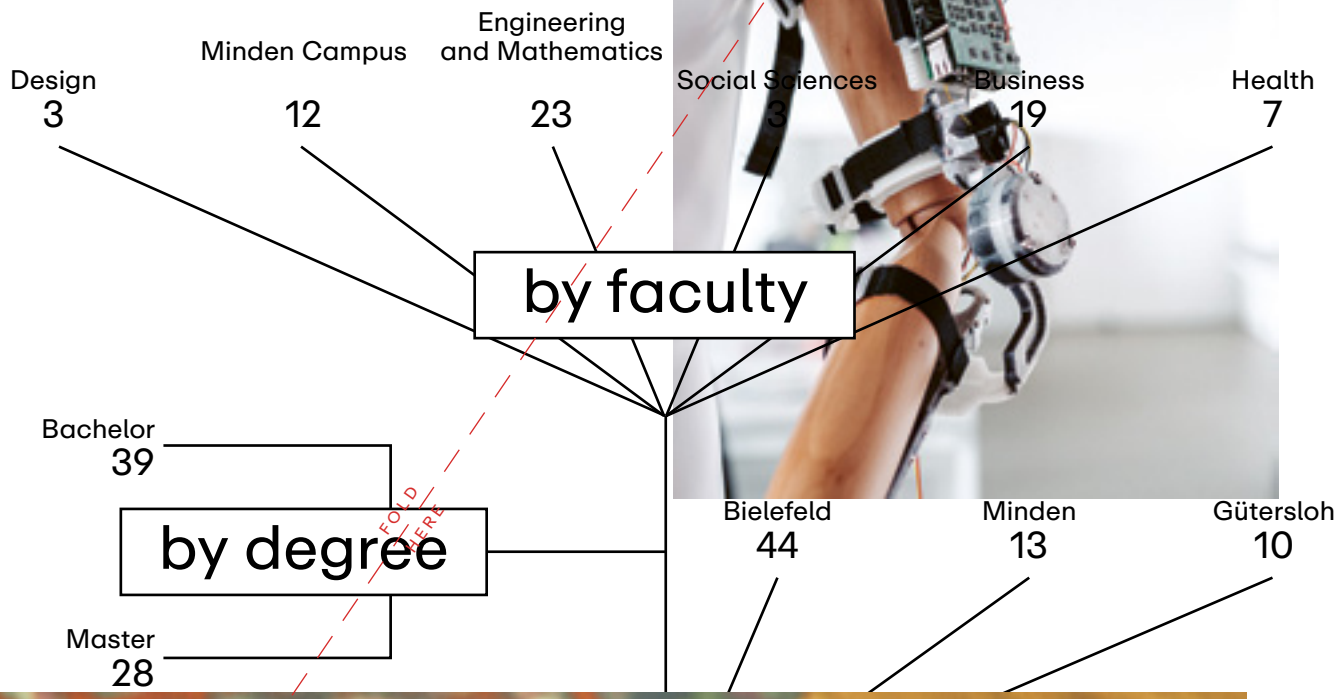 Engineering
and Mathematics
Minden Campus
Design
Social Sciences
Business
Health
3
12
23
3
19
7
by faculty
Bachelor
39
FOLD
HERE
by degree
Master
28
Bielefeld
Minden
Gütersloh
44
13
10